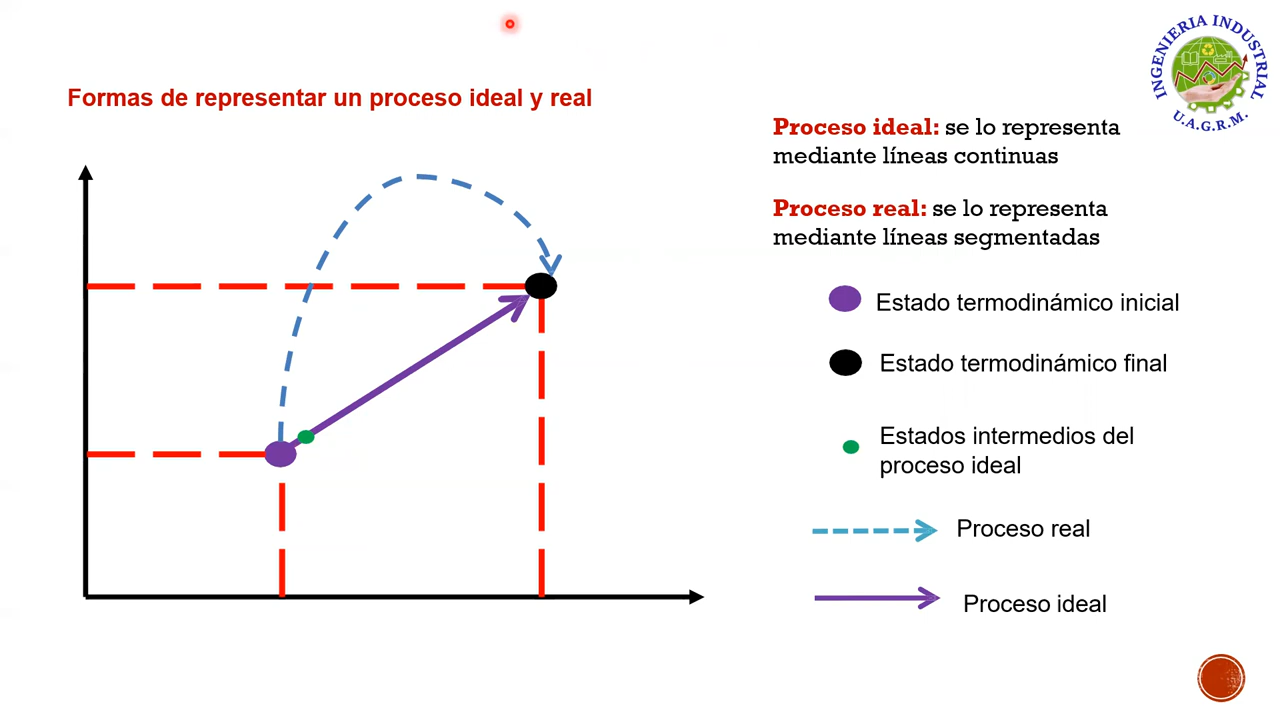 INGENIERIA INDUSTRIAL
U.A.G.R.M.
Formas de representar un proceso ideal y real
Proceso ideal: se lo representa
mediante líneas continuas
Proceso real: se lo representa
mediante líneas segmentadas
Estado termodinámico inicial
Estado termodinámico final
Estados intermedios del
proceso ideal
Proceso real
Proceso ideal